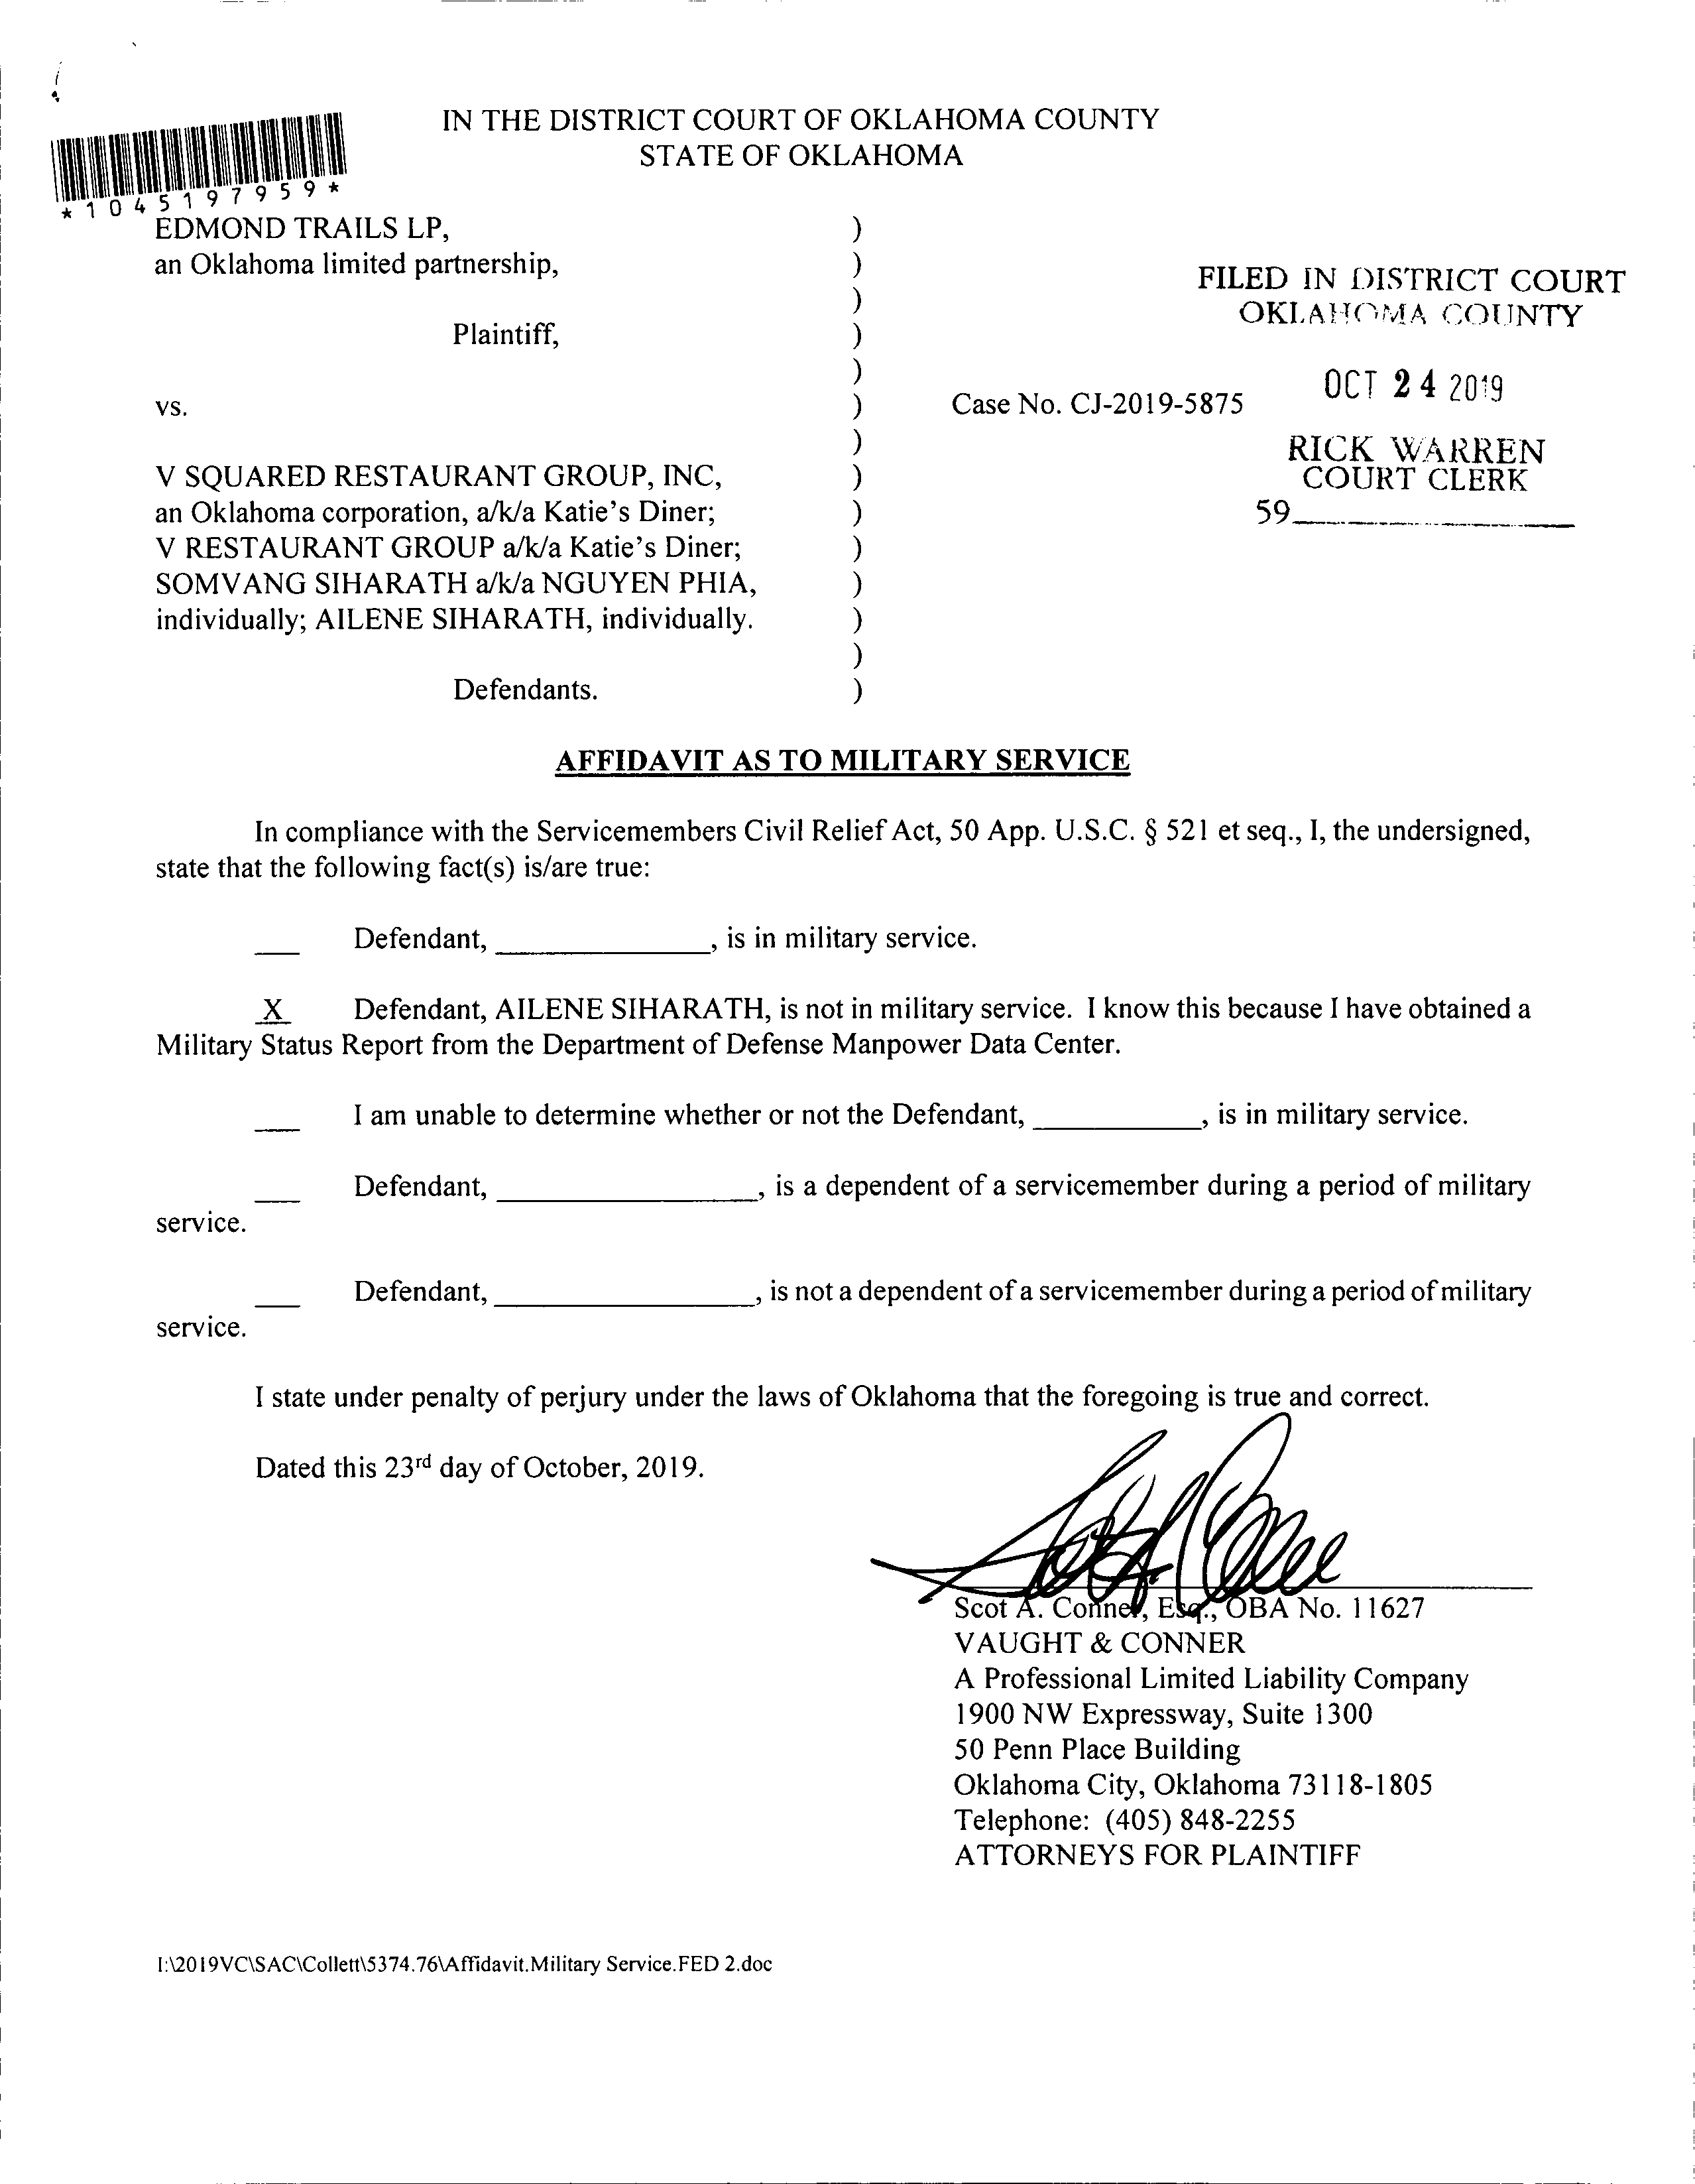 IN THE DISTRICT COURT OF OKLAHOMA COUNTY
STATE OF OKLAHOMA
*1045197959*
EDMOND TRAILS LP, )
an Oklahoma limited partnership, )
)
Plaintiff, )
)
vs. )
)
V SQUARED RESTAURANT GROUP, INC, )
an Oklahoma corporation, a/k/a Katie's Diner; )
V RESTAURANT GROUP a/k/a Katie's Diner; )
SOMVANG SIHARATH a/k/a NGUYEN PHIA, )
individually; AILENE SIHARATH, individually. )
)
Defendants. )
Case No. CJ-2019-5875
FILED IN DISTRICT COURT
OKLAHOMA COUNTY
OCT 24 2019
RICK WARREN
COURT CLERK
59
AFFIDAVIT AS TO MILITARY SERVICE
In compliance with the Servicemembers Civil Relief Act, 50 App. U.S.C. § 521 et seq., I, the undersigned,
state that the following fact(s) is/are true:
___ Defendant, ______________, is in military service.
X Defendant, AILENE SIHARATH, is not in military service. I know this because I have obtained a
Military Status Report from the Department of Defense Manpower Data Center.
___ I am unable to determine whether or not the Defendant, ___________, is in military service.
___ Defendant, _________________, is a dependent of a servicemember during a period of military
service.
___ Defendant, _________________, is not a dependent of a servicemember during a period of military
service.
I state under penalty of perjury under the laws of Oklahoma that the foregoing is true and correct.
Dated this 23rd day of October, 2019.
Scot A. Conner, Esq., OBA No. 11627
VAUGHT & CONNER
A Professional Limited Liability Company
1900 NW Expressway, Suite 1300
50 Penn Place Building
Oklahoma City, Oklahoma 73118-1805
Telephone: (405) 848-2255
ATTORNEYS FOR PLAINTIFF
I:\2019VC\SAC\Collett\5374.76\Affidavit.Military Service.FED 2.doc